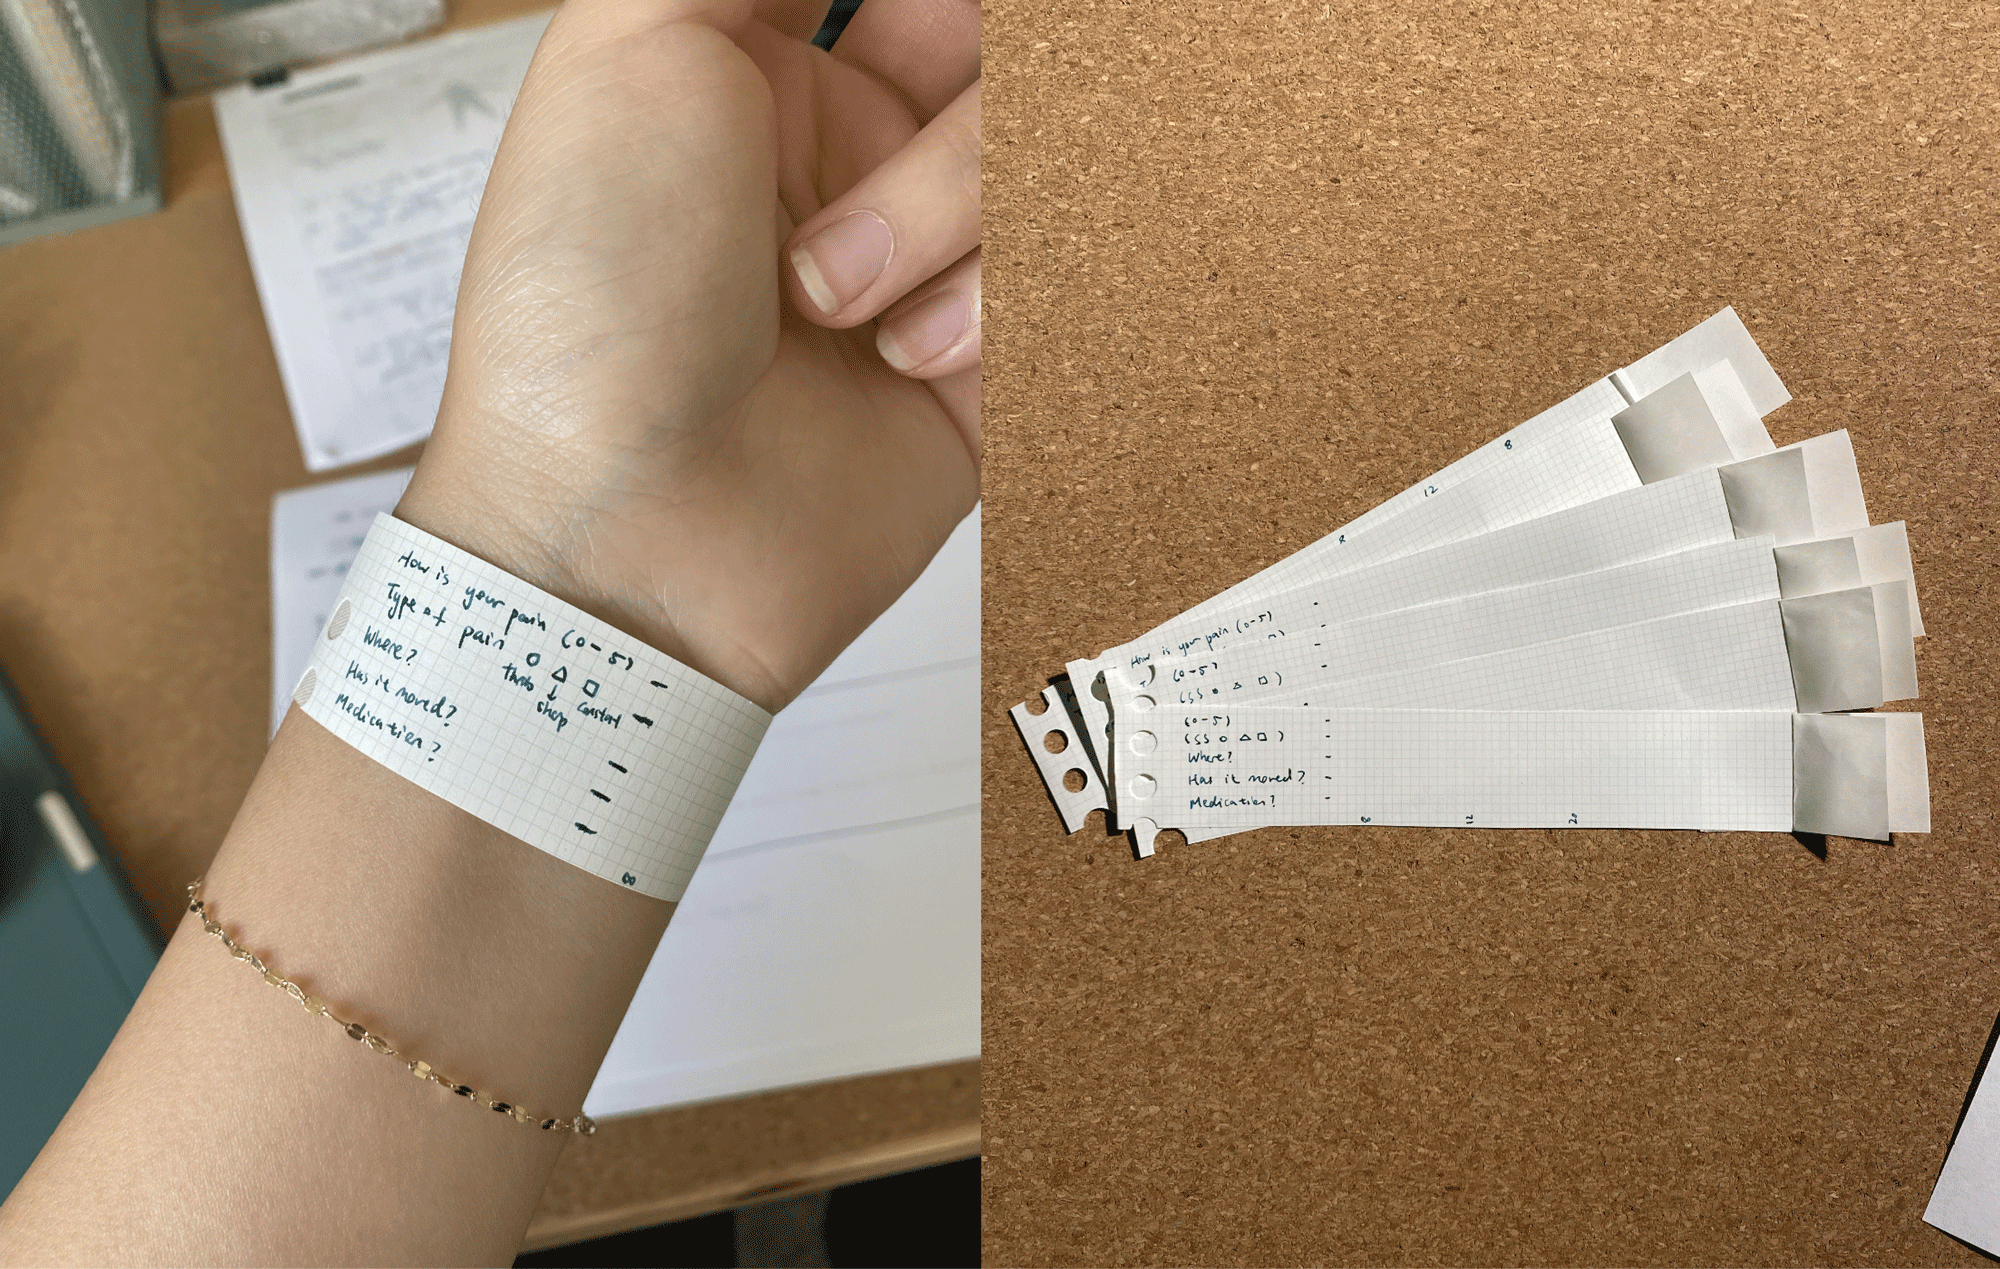 How is your pain (0-5)
Type of pain ○ △ □
throb ↓ constant
sharp
Where?
Has it moved?
Medication?
8
8
12
How is your pain (0-5)
(0-5)
(SS ○ △ □)
(0-5)
(SS ○ △ □)
Where?
Has it moved?
Medication?
8 12 20